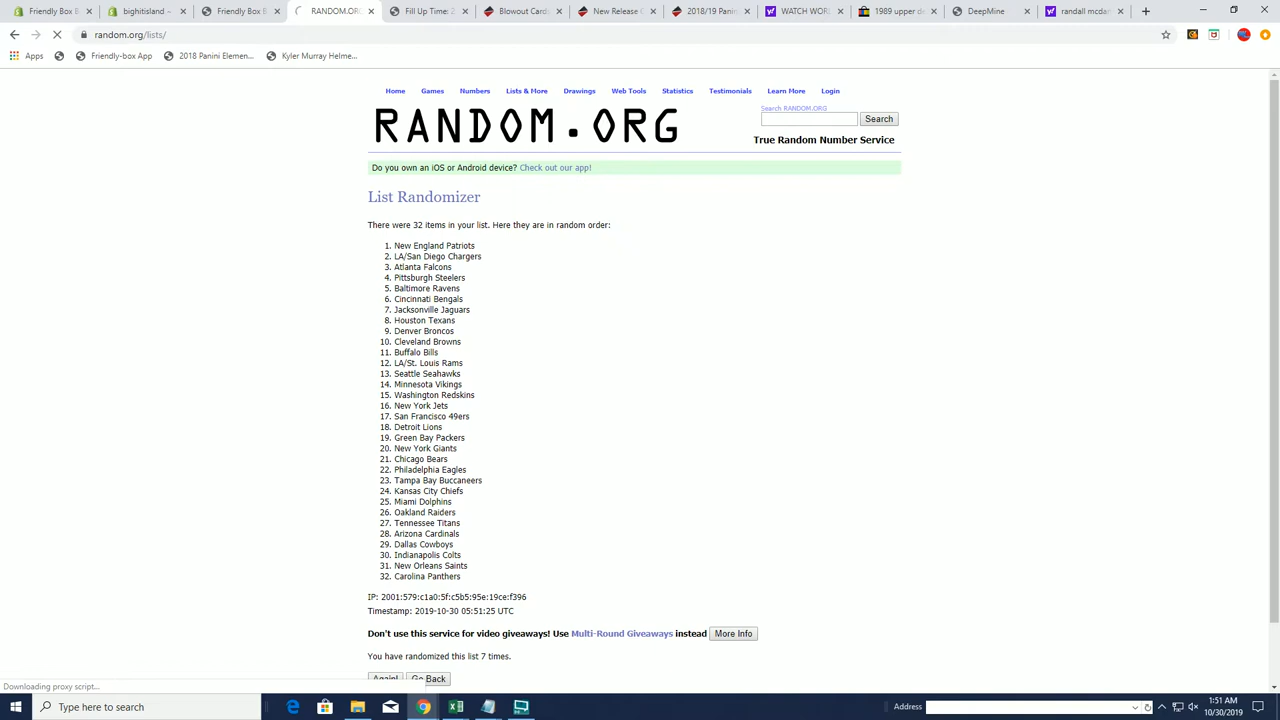 Friendly Box B
bighitisland –
Friendly Box E
RANDOM.OR
Fill Up Time: 2
Blowout Card
New Release C
2018/19 Panin
WATCH WOR
1989 upper de
DeepMine
randall mcdan
random.org/lists/
Apps
Friendly-box App
2018 Panini Elemen...
Kyler Murray Helme...
Home Games Numbers Lists & More Drawings Web Tools Statistics Testimonials Learn More Login
RANDOM.ORG
Search RANDOM.ORG
Search
True Random Number Service
Do you own an iOS or Android device? Check out our app!
List Randomizer
There were 32 items in your list. Here they are in random order:
1. New England Patriots
2. LA/San Diego Chargers
3. Atlanta Falcons
4. Pittsburgh Steelers
5. Baltimore Ravens
6. Cincinnati Bengals
7. Jacksonville Jaguars
8. Houston Texans
9. Denver Broncos
10. Cleveland Browns
11. Buffalo Bills
12. LA/St. Louis Rams
13. Seattle Seahawks
14. Minnesota Vikings
15. Washington Redskins
16. New York Jets
17. San Francisco 49ers
18. Detroit Lions
19. Green Bay Packers
20. New York Giants
21. Chicago Bears
22. Philadelphia Eagles
23. Tampa Bay Buccaneers
24. Kansas City Chiefs
25. Miami Dolphins
26. Oakland Raiders
27. Tennessee Titans
28. Arizona Cardinals
29. Dallas Cowboys
30. Indianapolis Colts
31. New Orleans Saints
32. Carolina Panthers
IP: 2001:579:c1a0:5f:c5b5:95e:19ce:f396
Timestamp: 2019-10-30 05:51:25 UTC
Don't use this service for video giveaways! Use Multi-Round Giveaways instead More Info
You have randomized this list 7 times.
Again! Go Back
Downloading proxy script...
Type here to search
Address
1:51 AM
10/30/2019